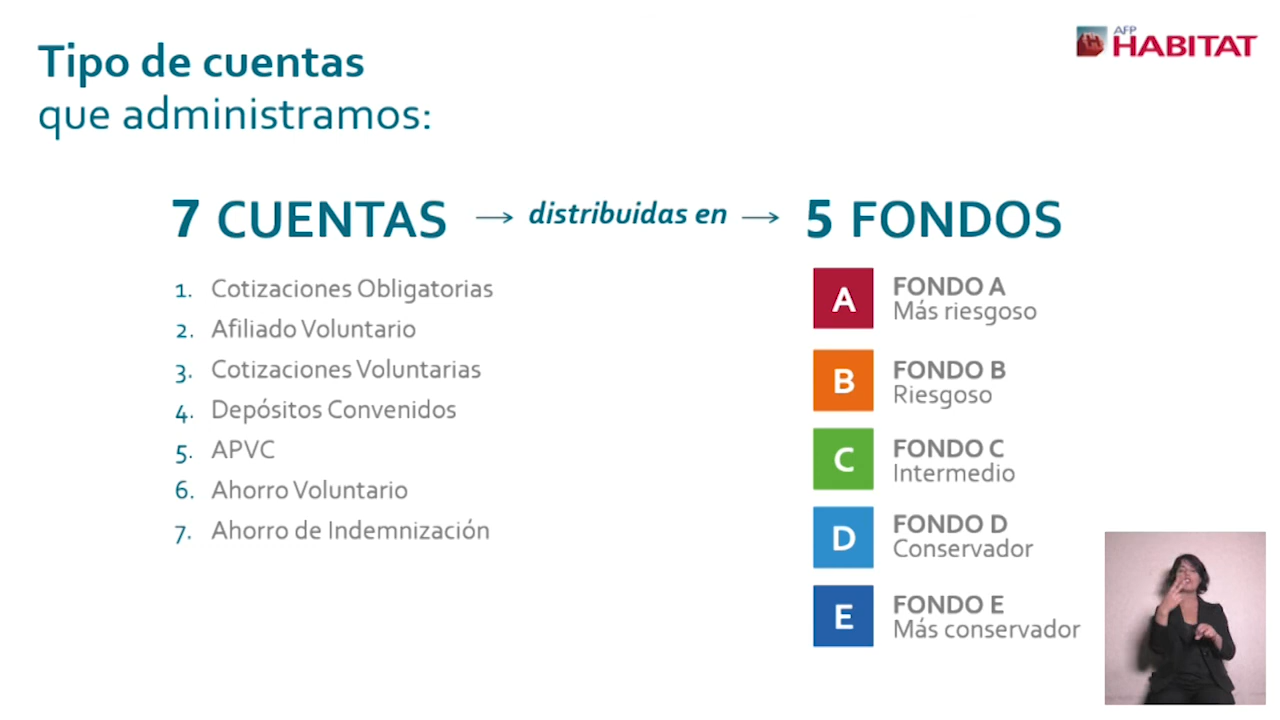 Tipo de cuentas
que administramos:
AFP
HABITAT
7 CUENTAS → distribuidas en → 5 FONDOS
1. Cotizaciones Obligatorias
2. Afiliado Voluntario
3. Cotizaciones Voluntarias
4. Depósitos Convenidos
5. APVC
6. Ahorro Voluntario
7. Ahorro de Indemnización
A
FONDO A
Más riesgoso
B
FONDO B
Riesgoso
C
FONDO C
Intermedio
D
FONDO D
Conservador
E
FONDO E
Más conservador